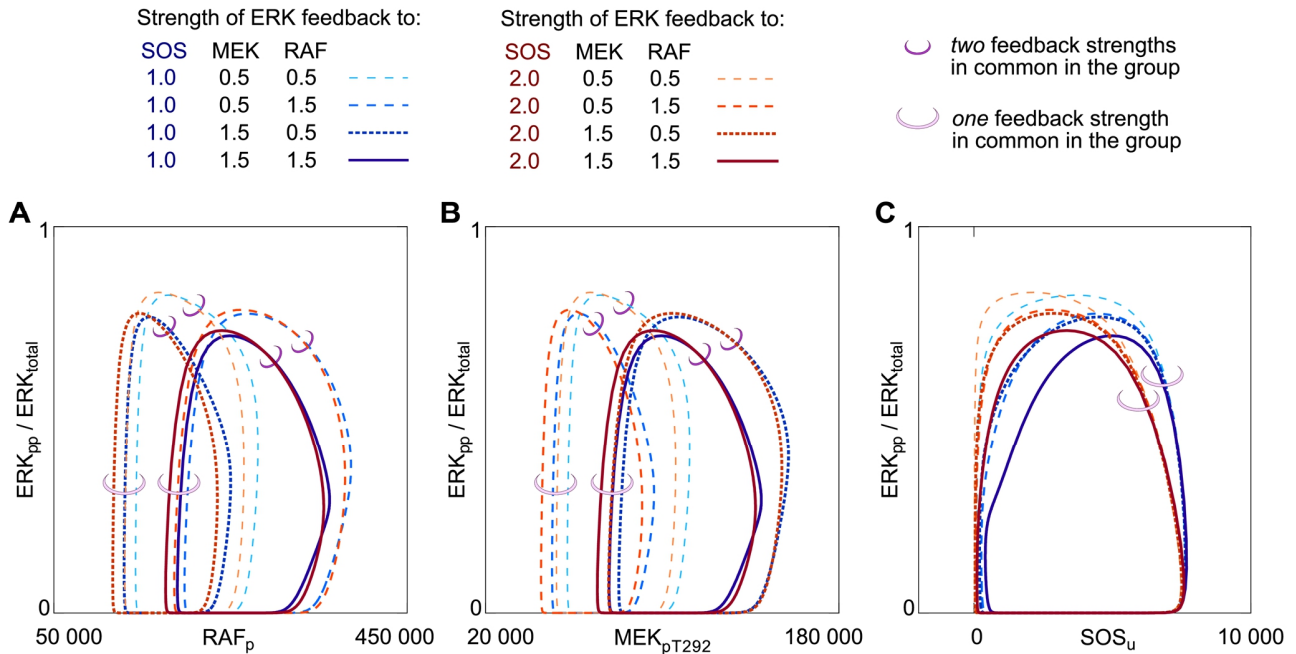 Strength of ERK feedback to:
SOS MEK RAF
1.0 0.5 0.5
1.0 0.5 1.5
1.0 1.5 0.5
1.0 1.5 1.5
Strength of ERK feedback to:
SOS MEK RAF
2.0 0.5 0.5
2.0 0.5 1.5
2.0 1.5 0.5
2.0 1.5 1.5
two feedback strengths
in common in the group
one feedback strength
in common in the group
A
1
ERKpp / ERKtotal
0
50 000 RAFp 450 000
B
1
ERKpp / ERKtotal
0
20 000 MEKpT292 180 000
C
1
ERKpp / ERKtotal
0
0 SOSu 10 000